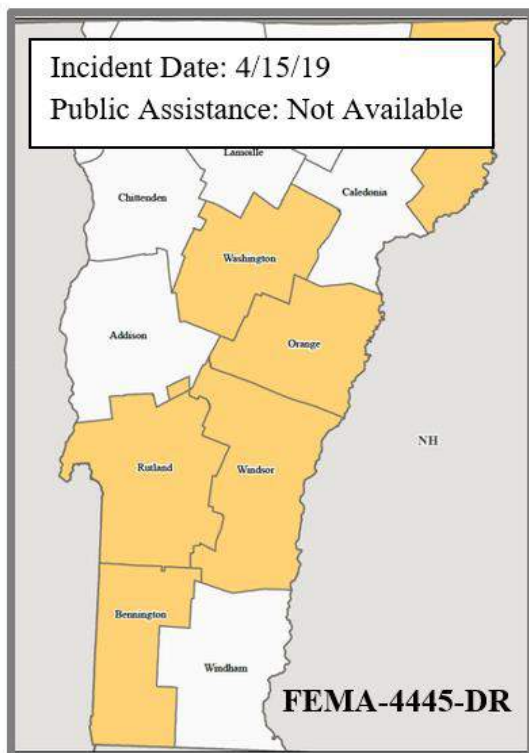 Incident Date: 4/15/19
Public Assistance: Not Available
Lamoille
Chittenden
Caledonia
Washington
Addison
Orange
NH
Rutland
Windsor
Bennington
Windham
FEMA-4445-DR